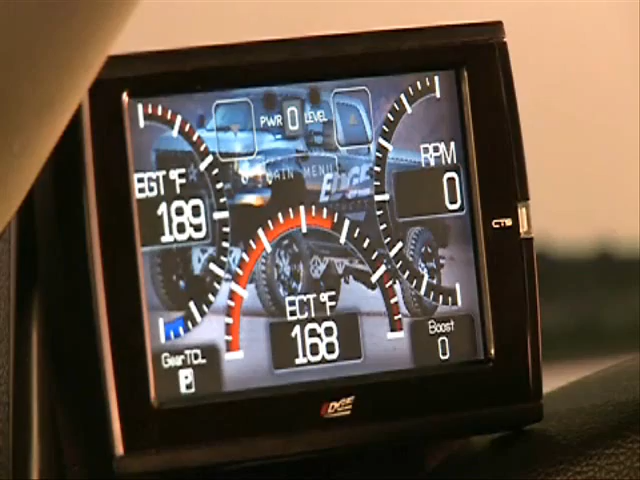 PWR 0 LEVEL
MAIN MENU
EGT °F
189
RPM
0
EDGE
ECT °F
168
GearTCL
P
Boost
0
CTS
EDGE